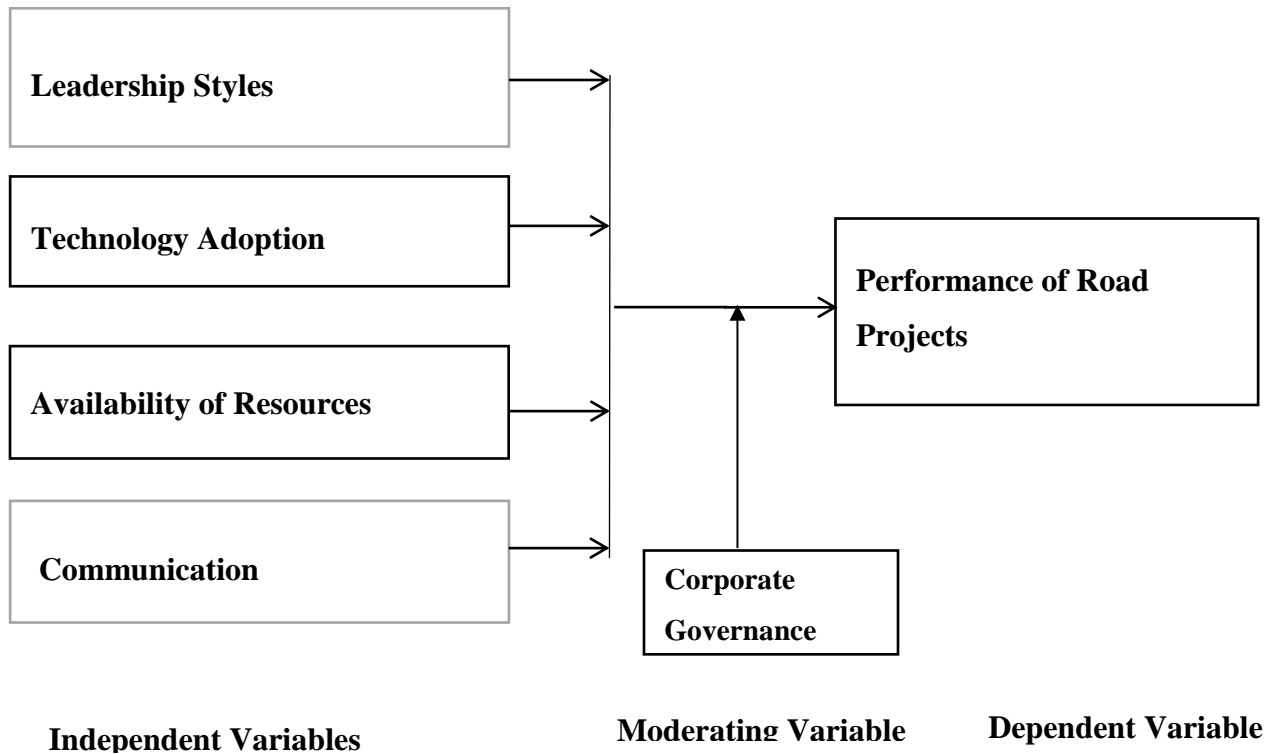 Leadership Styles
Technology Adoption
Performance of Road
Projects
Availability of Resources
Communication
Corporate
Governance
Independent Variables
Moderating Variable
Dependent Variable